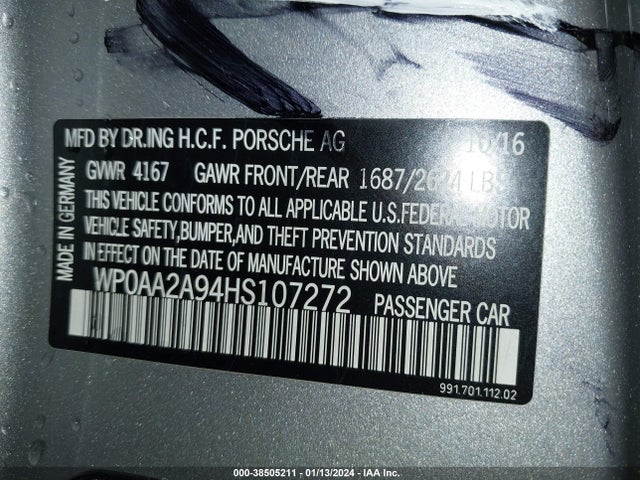 MFD BY DR.ING H.C.F. PORSCHE AG 10/16
GVWR 4167 GAWR FRONT/REAR 1687/2624 LBS
THIS VEHICLE CONFORMS TO ALL APPLICABLE U.S.FEDERAL MOTOR
VEHICLE SAFETY,BUMPER,AND THEFT PREVENTION STANDARDS
IN EFFECT ON THE DATE OF MANUFACTURE SHOWN ABOVE
WP0AA2A94HS107272 PASSENGER CAR
MADE IN GERMANY
991.701.112.02
000-38505211 - 01/13/2024 - IAA Inc.